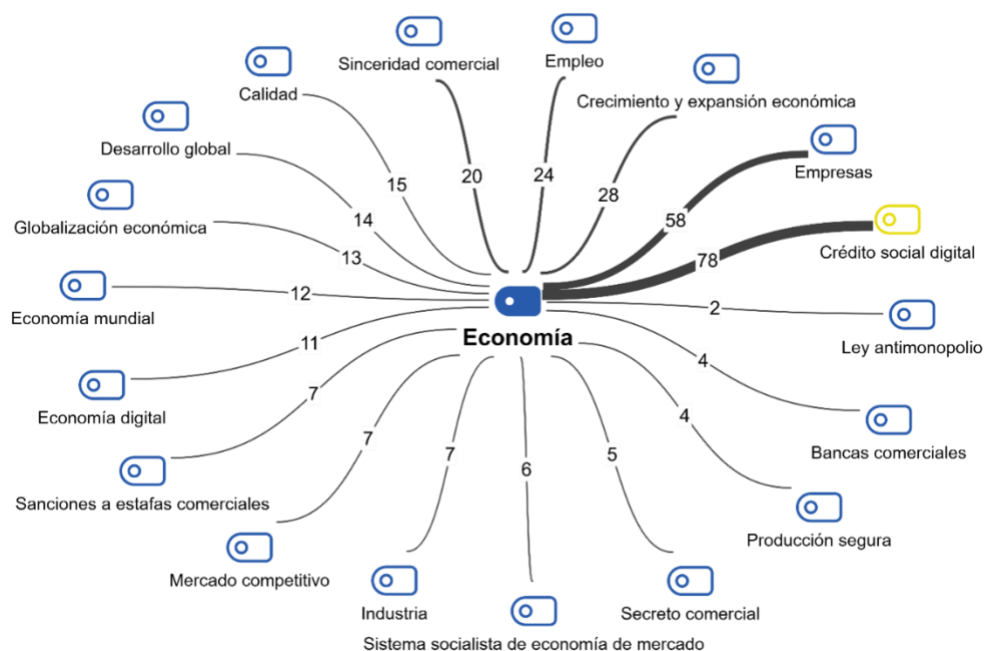 Sinceridad comercial
Empleo
Calidad
Crecimiento y expansión económica
Desarrollo global
Empresas
Globalización económica
Crédito social digital
Economía mundial
Ley antimonopolio
Economía digital
Bancas comerciales
Sanciones a estafas comerciales
Producción segura
Mercado competitivo
Industria
Secreto comercial
Sistema socialista de economía de mercado
Economía
20
24
15
28
14
58
13
78
12
2
11
4
7
4
7
7
6
5